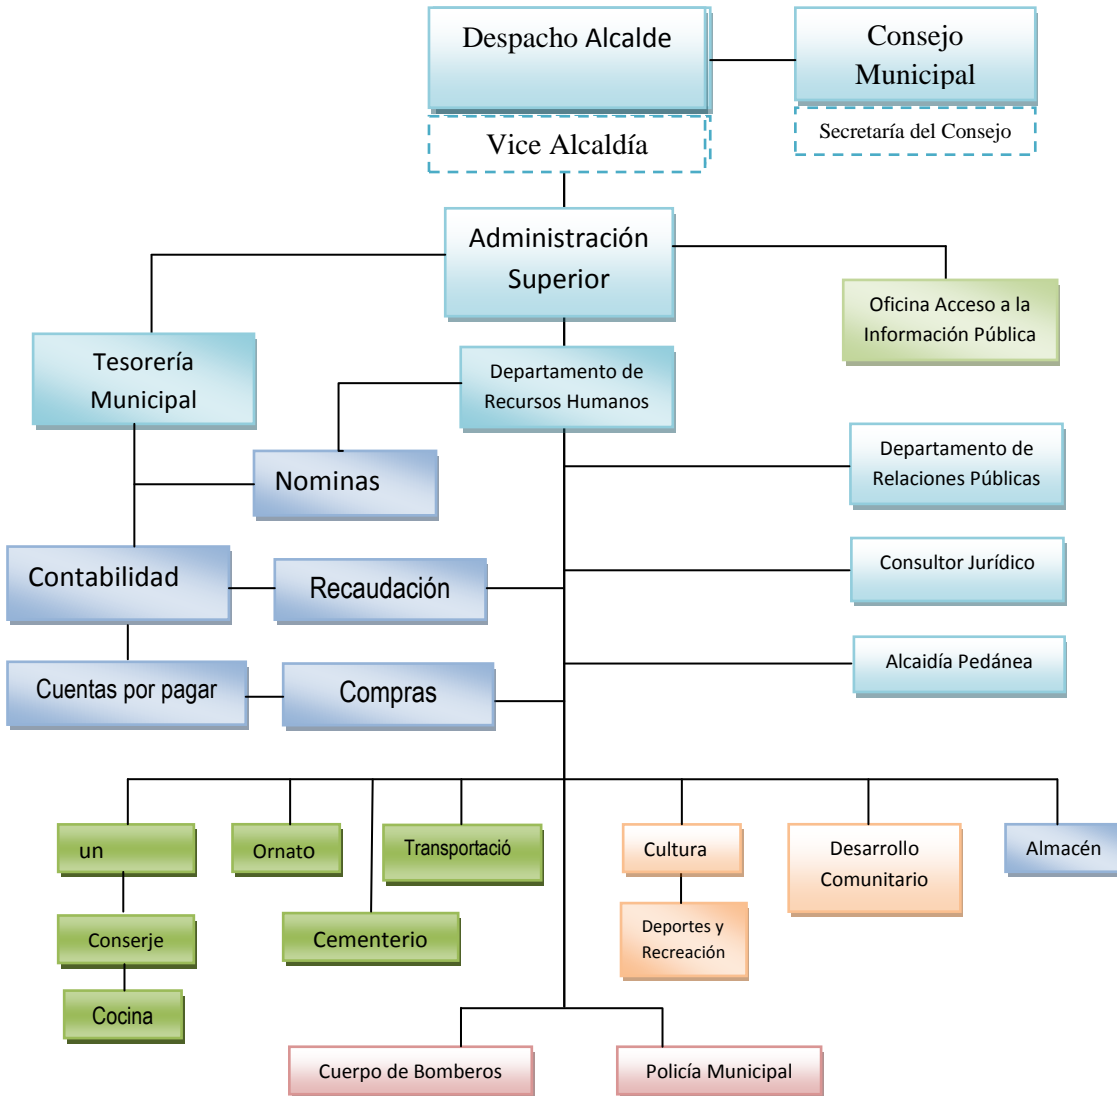 Despacho Alcalde
Consejo
Municipal
Vice Alcaldía
Secretaría del Consejo
Administración
Superior
Oficina Acceso a la
Información Pública
Tesorería
Municipal
Departamento de
Recursos Humanos
Nominas
Departamento de
Relaciones Públicas
Contabilidad
Recaudación
Consultor Jurídico
Cuentas por pagar
Compras
Alcaidía Pedánea
un
Ornato
Transportació
Cultura
Desarrollo
Comunitario
Almacén
Conserje
Cementerio
Deportes y
Recreación
Cocina
Cuerpo de Bomberos
Policía Municipal